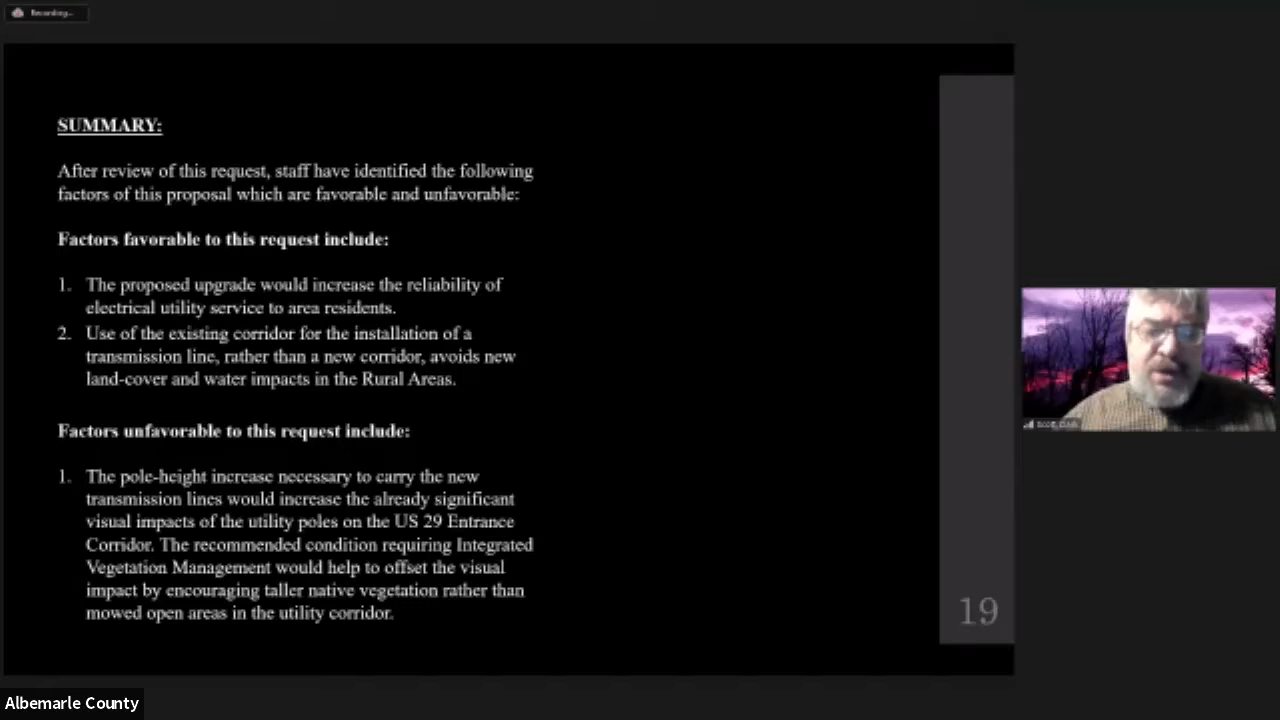 Recording...
SUMMARY:
After review of this request, staff have identified the following
factors of this proposal which are favorable and unfavorable:
Factors favorable to this request include:
1. The proposed upgrade would increase the reliability of
electrical utility service to area residents.
2. Use of the existing corridor for the installation of a
transmission line, rather than a new corridor, avoids new
land-cover and water impacts in the Rural Areas.
Factors unfavorable to this request include:
1. The pole-height increase necessary to carry the new
transmission lines would increase the already significant
visual impacts of the utility poles on the US 29 Entrance
Corridor. The recommended condition requiring Integrated
Vegetation Management would help to offset the visual
impact by encouraging taller native vegetation rather than
mowed open areas in the utility corridor.
19
Albemarle County